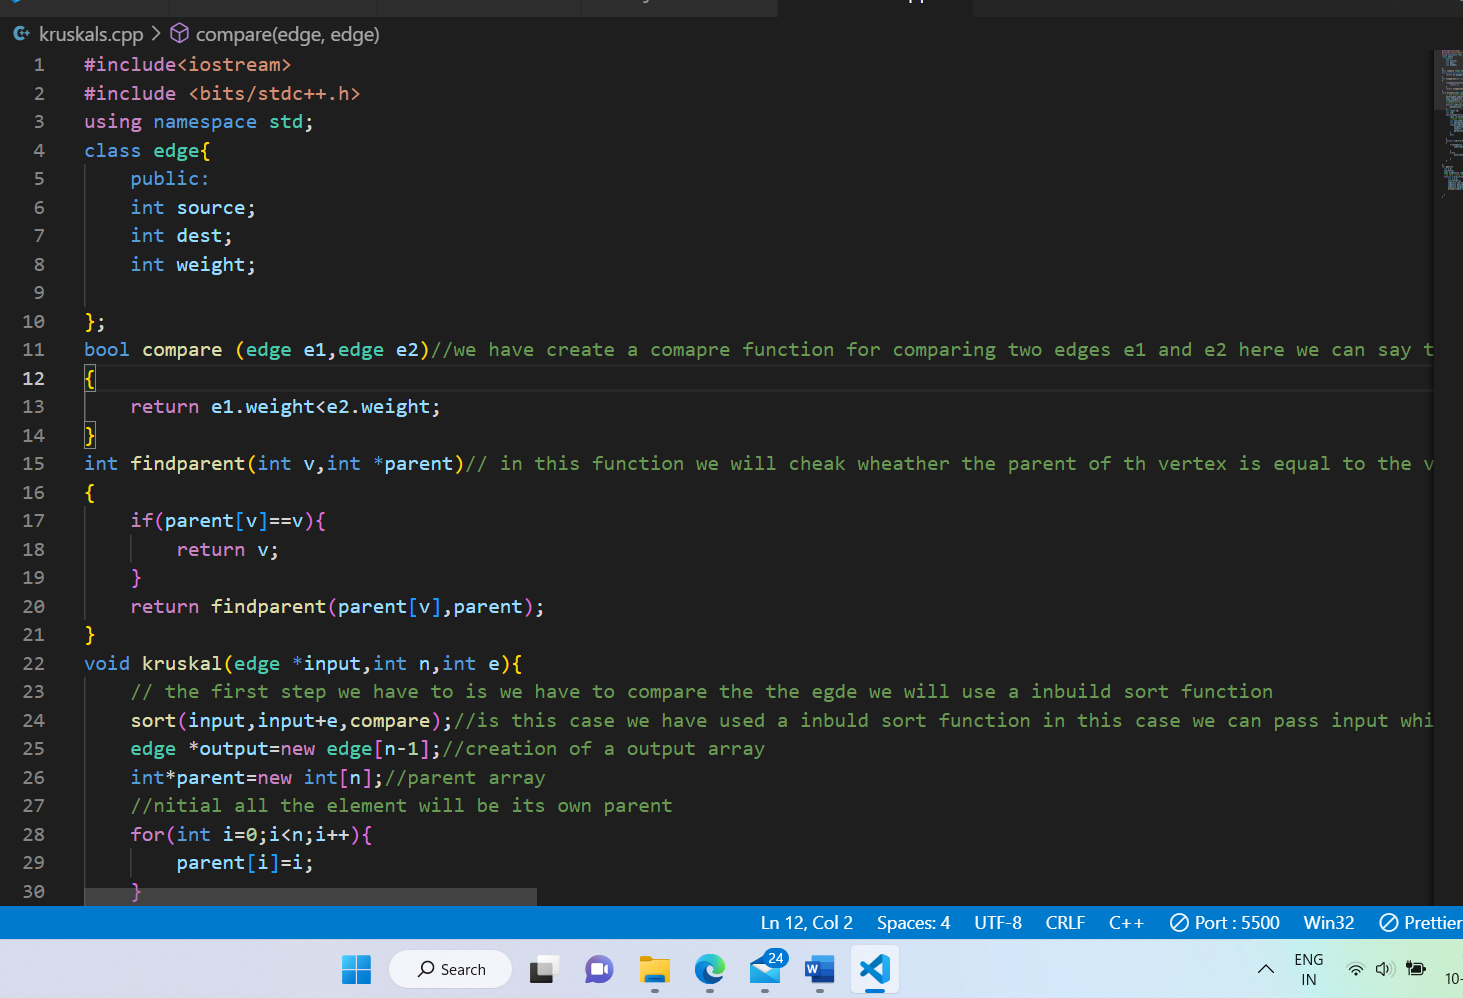 kruskals.cpp > compare(edge, edge)
1 #include<iostream>
2 #include <bits/stdc++.h>
3 using namespace std;
4 class edge{
5 public:
6 int source;
7 int dest;
8 int weight;
9
10 };
11 bool compare (edge e1,edge e2)//we have create a comapre function for comparing two edges e1 and e2 here we can say t
12 {
13 return e1.weight<e2.weight;
14 }
15 int findparent(int v,int *parent)// in this function we will cheak wheather the parent of th vertex is equal to the v
16 {
17 if(parent[v]==v){
18 return v;
19 }
20 return findparent(parent[v],parent);
21 }
22 void kruskal(edge *input,int n,int e){
23 // the first step we have to is we have to compare the the egde we will use a inbuild sort function
24 sort(input,input+e,compare);//is this case we have used a inbuld sort function in this case we can pass input whi
25 edge *output=new edge[n-1];//creation of a output array
26 int*parent=new int[n];//parent array
27 //nitial all the element will be its own parent
28 for(int i=0;i<n;i++){
29 parent[i]=i;
30 }
Ln 12, Col 2 Spaces: 4 UTF-8 CRLF C++ Port : 5500 Win32 Prettier
Search 24 ENG
IN
10-